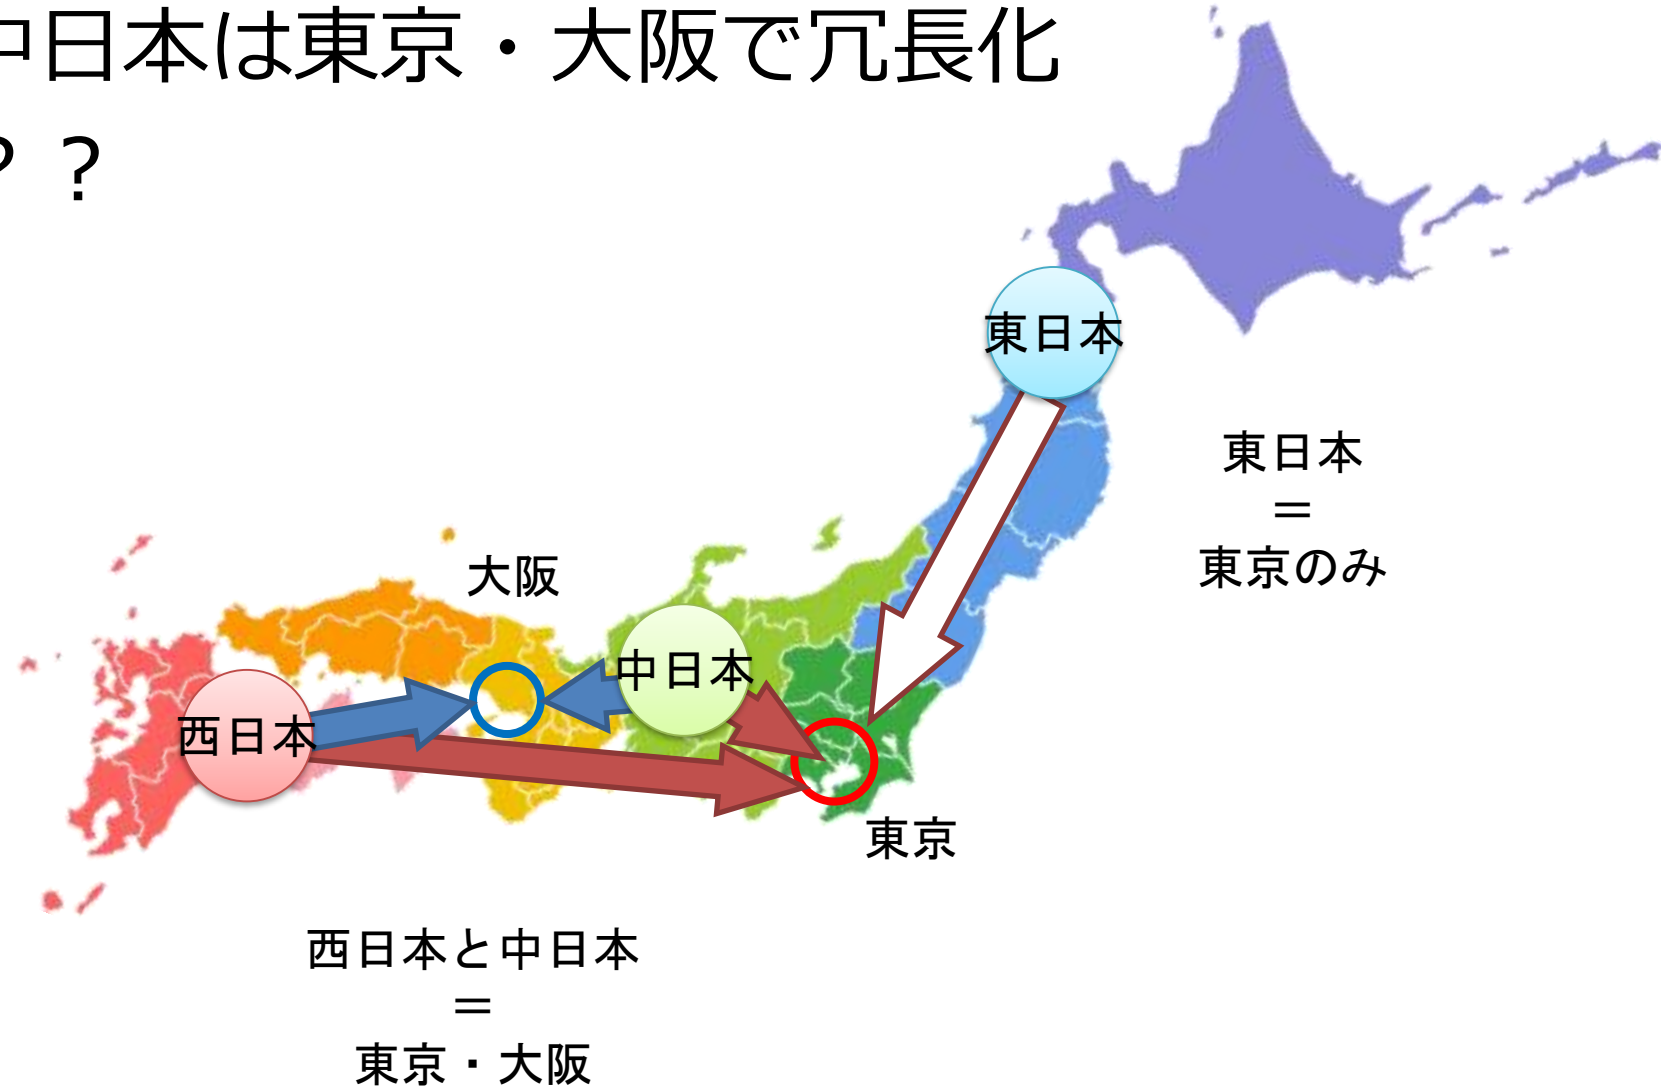 中日本は東京・大阪で冗長化
？？
東日本
東日本
＝
東京のみ
大阪
中日本
西日本
東京
西日本と中日本
＝
東京・大阪